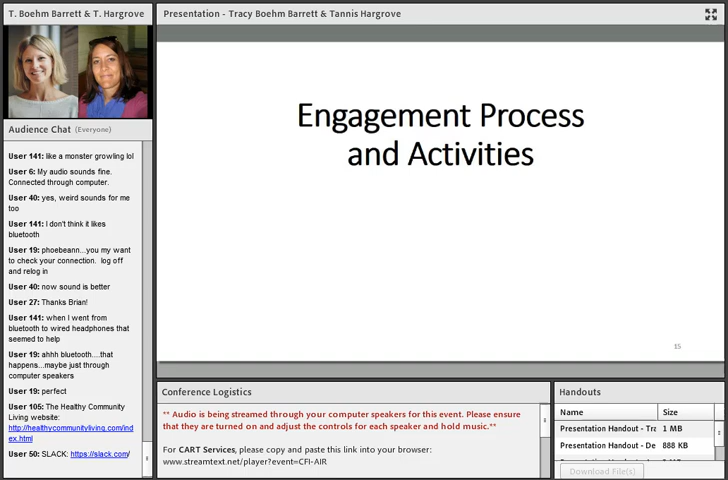 T. Boehm Barrett & T. Hargrove
Presentation - Tracy Boehm Barrett & Tannis Hargrove
Audience Chat (Everyone)
User 141: like a monster growling lol
User 6: My audio sounds fine.
Connected through computer.
User 40: yes, weird sounds for me
too
User 141: I don't think it likes
bluetooth
User 19: phoebeann...you my want
to check your connection. log off
and relog in
User 40: now sound is better
User 27: Thanks Brian!
User 141: when I went from
bluetooth to wired headphones that
seemed to help
User 19: ahhh bluetooth....that
happens...maybe just through
computer speakers
User 19: perfect
User 105: The Healthy Community
Living website:
http://healthycommunityliving.com/ind
ex.html
User 50: SLACK: https://slack.com/
Engagement Process
and Activities
15
Conference Logistics
** Audio is being streamed through your computer speakers for this event. Please ensure
that they are turned on and adjust the controls for each speaker and hold music.**
For CART Services, please copy and paste this link into your browser:
www.streamtext.net/player?event=CFI-AIR
Handouts
Name Size
Presentation Handout - Tra 1 MB
Presentation Handout - De 888 KB
Download File(s)